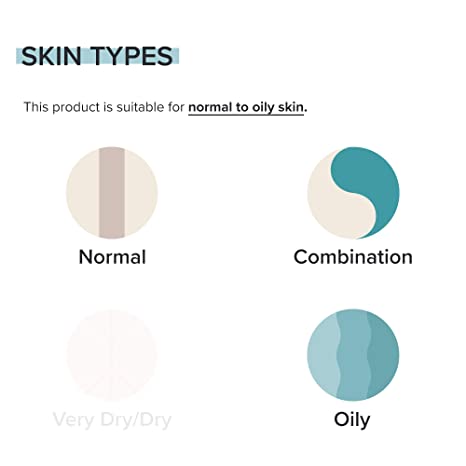 SKIN TYPES
This product is suitable for normal to oily skin.
Normal
Combination
Very Dry/Dry
Oily